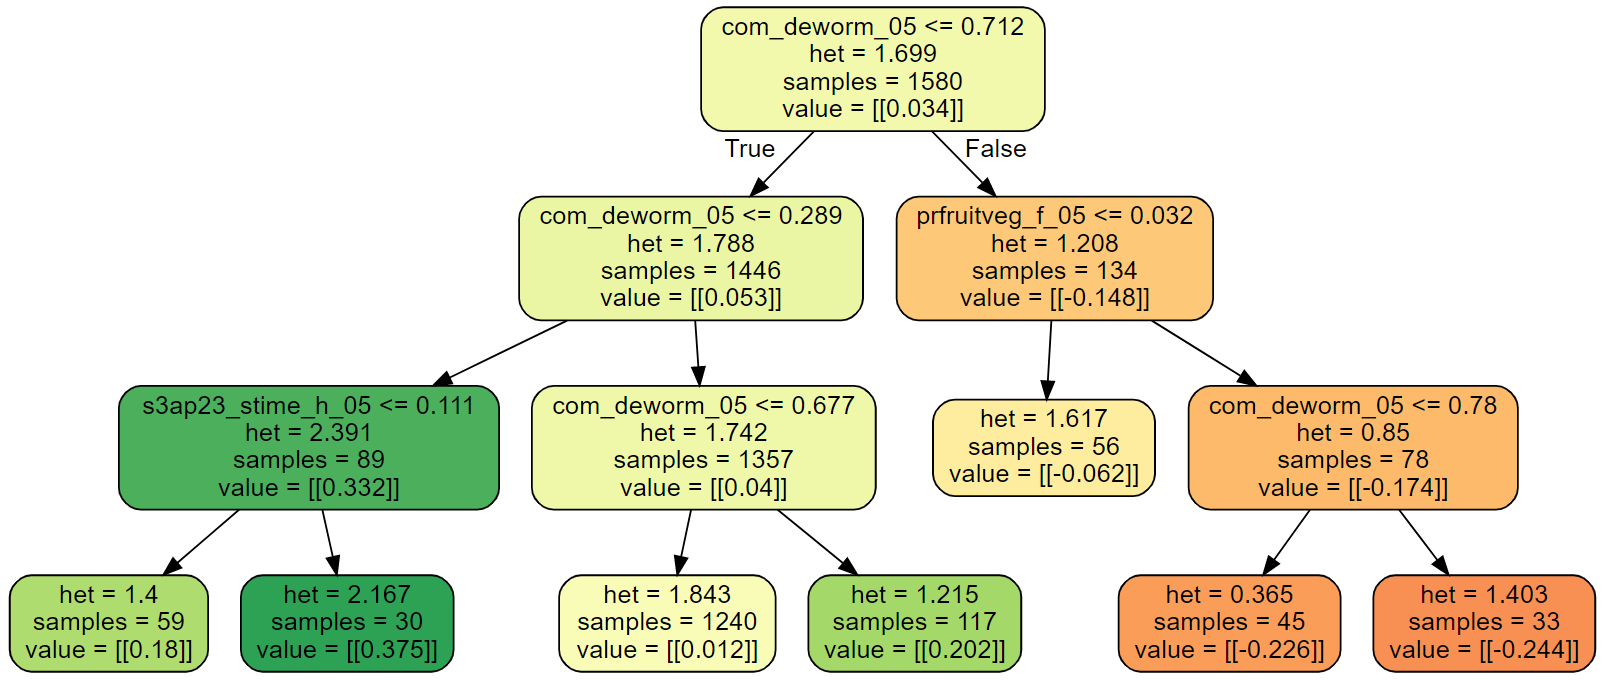 com_deworm_05 <= 0.712
het = 1.699
samples = 1580
value = [[0.034]]
True
False
com_deworm_05 <= 0.289
het = 1.788
samples = 1446
value = [[0.053]]
prfruitveg_f_05 <= 0.032
het = 1.208
samples = 134
value = [[-0.148]]
s3ap23_stime_h_05 <= 0.111
het = 2.391
samples = 89
value = [[0.332]]
com_deworm_05 <= 0.677
het = 1.742
samples = 1357
value = [[0.04]]
het = 1.617
samples = 56
value = [[-0.062]]
com_deworm_05 <= 0.78
het = 0.85
samples = 78
value = [[-0.174]]
het = 1.4
samples = 59
value = [[0.18]]
het = 2.167
samples = 30
value = [[0.375]]
het = 1.843
samples = 1240
value = [[0.012]]
het = 1.215
samples = 117
value = [[0.202]]
het = 0.365
samples = 45
value = [[-0.226]]
het = 1.403
samples = 33
value = [[-0.244]]